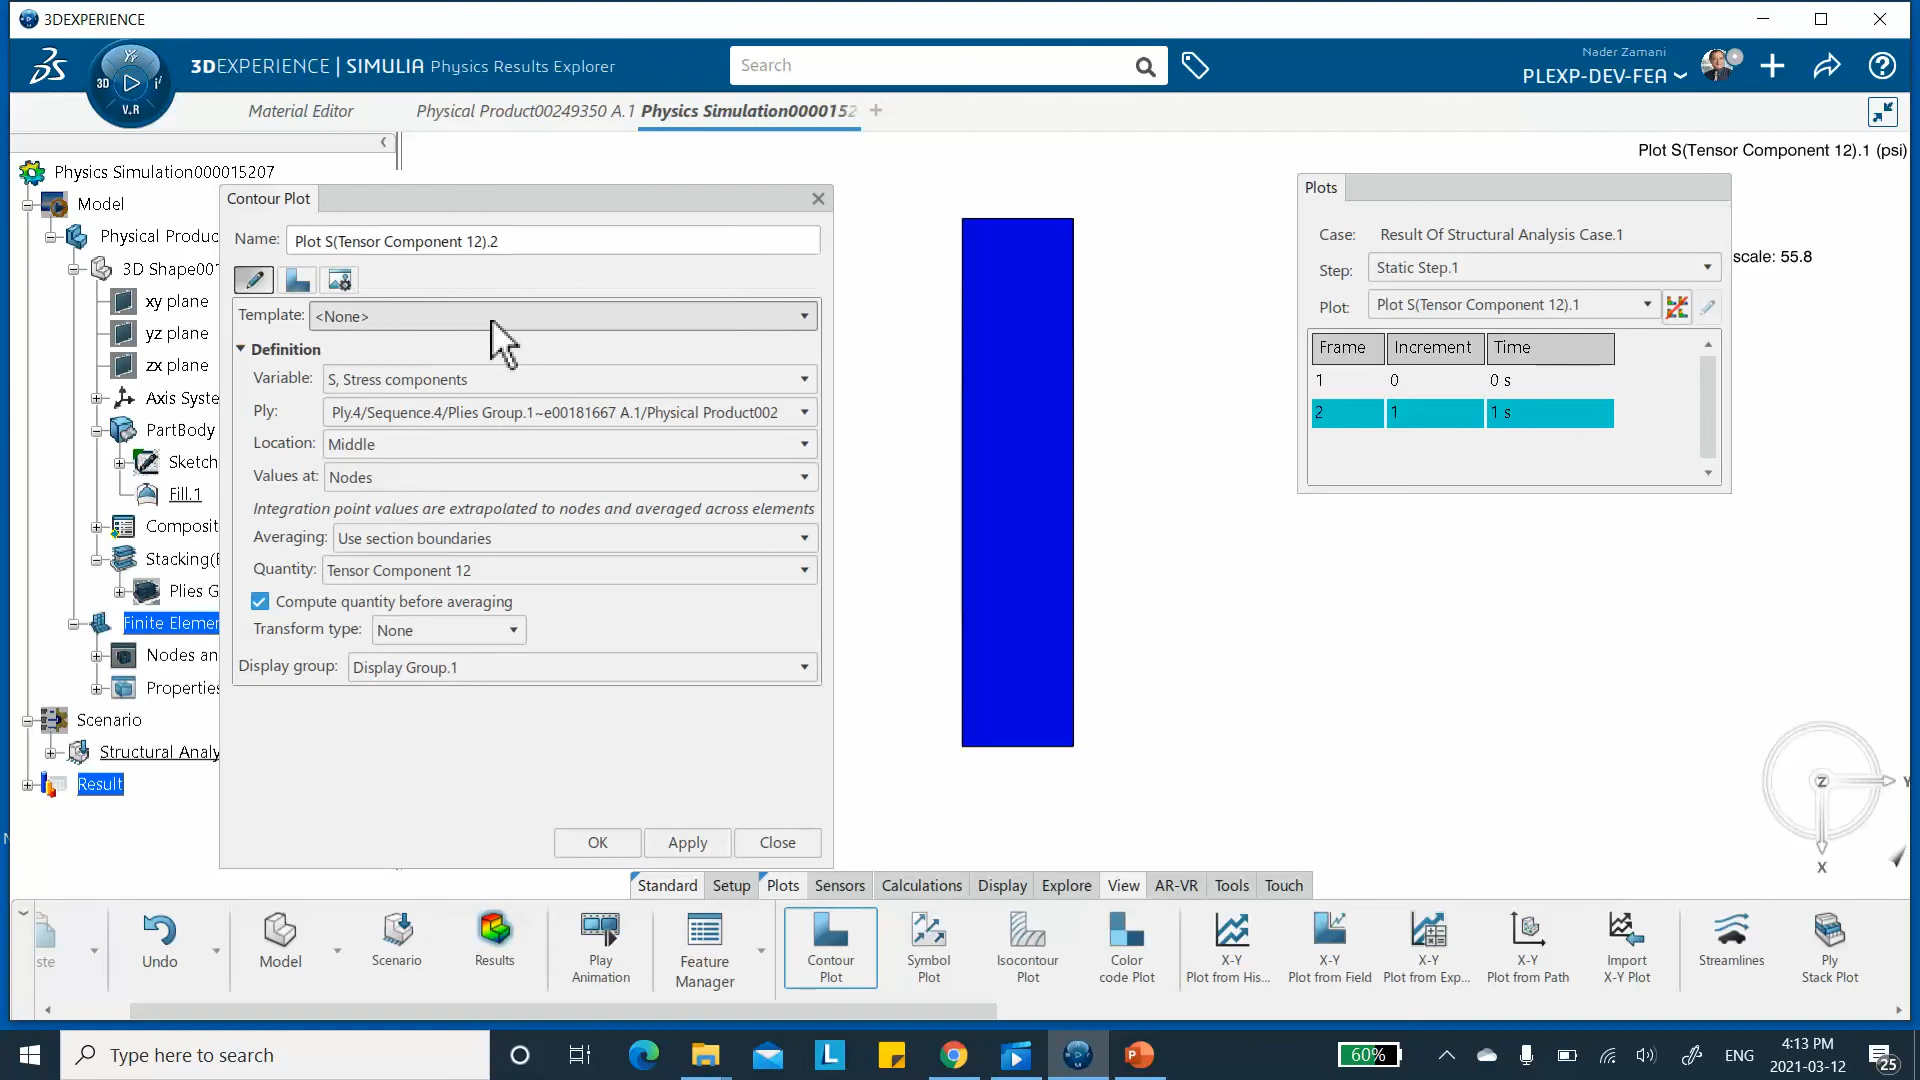 3DEXPERIENCE
3DEXPERIENCE | SIMULIA Physics Results Explorer
3D
V.R
Search
Nader Zamani
PLEXP-DEV-FEA
Material Editor
Physical Product00249350 A.1
Physics Simulation0000152
Physics Simulation000015207
Model
Physical Produc
3D Shape001
xy plane
yz plane
zx plane
Axis Syste
PartBody
Sketch
Fill.1
Composit
Stacking(
Plies G
Finite Elemen
Nodes an
Properties
Scenario
Structural Analy
Result
Contour Plot
Name: Plot S(Tensor Component 12).2
Template: <None>
Definition
Variable: S, Stress components
Ply: Ply.4/Sequence.4/Plies Group.1~e00181667 A.1/Physical Product002
Location: Middle
Values at: Nodes
Integration point values are extrapolated to nodes and averaged across elements
Averaging: Use section boundaries
Quantity: Tensor Component 12
Compute quantity before averaging
Transform type: None
Display group: Display Group.1
OK Apply Close
Plot S(Tensor Component 12).1 (psi)
scale: 55.8
Plots
Case: Result Of Structural Analysis Case.1
Step: Static Step.1
Plot: Plot S(Tensor Component 12).1
Frame Increment Time
1 0 0 s
2 1 1 s
Z
Y
X
Standard Setup Plots Sensors Calculations Display Explore View AR-VR Tools Touch
ste
Undo
Model
Scenario
Results
Play Animation
Feature Manager
Contour Plot
Symbol Plot
Isocontour Plot
Color code Plot
X-Y Plot from His...
X-Y Plot from Field
X-Y Plot from Exp...
X-Y Plot from Path
Import X-Y Plot
Streamlines
Ply Stack Plot
Type here to search
60%
ENG
4:13 PM
2021-03-12
25